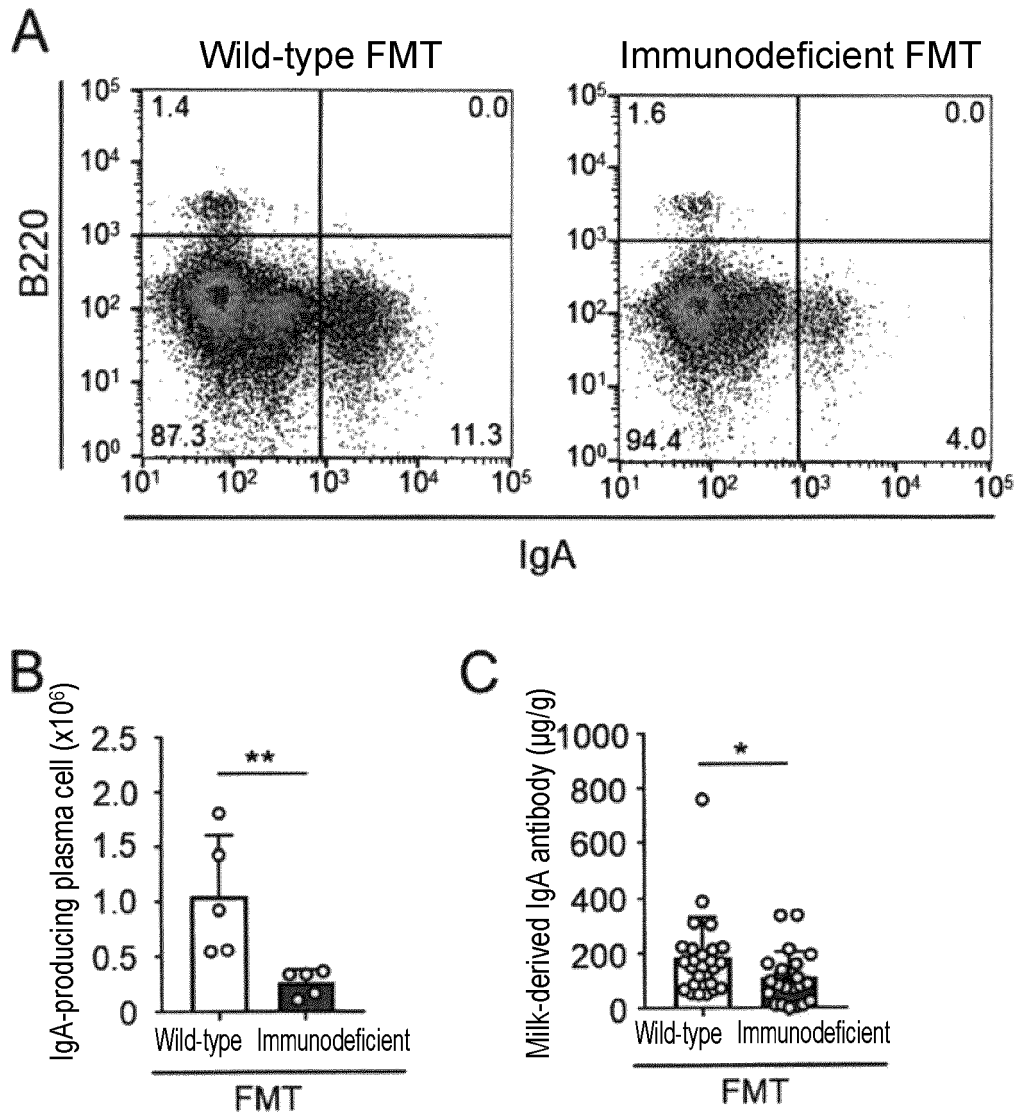 A
Wild-type FMT
Immunodeficient FMT
10⁵
1.4
0.0
10⁴
10³
10²
10¹
10⁰
87.3
11.3
10¹ 10² 10³ 10⁴ 10⁵
10⁵
1.6
0.0
10⁴
10³
10²
10¹
10⁰
94.4
4.0
10¹ 10² 10³ 10⁴ 10⁵
B220
IgA
B
IgA-producing plasma cell (x10⁶)
2.5
2.0
1.5
1.0
0.5
0
**
Wild-type Immunodeficient
FMT
C
Milk-derived IgA antibody (μg/g)
1000
800
600
400
200
0
*
Wild-type Immunodeficient
FMT